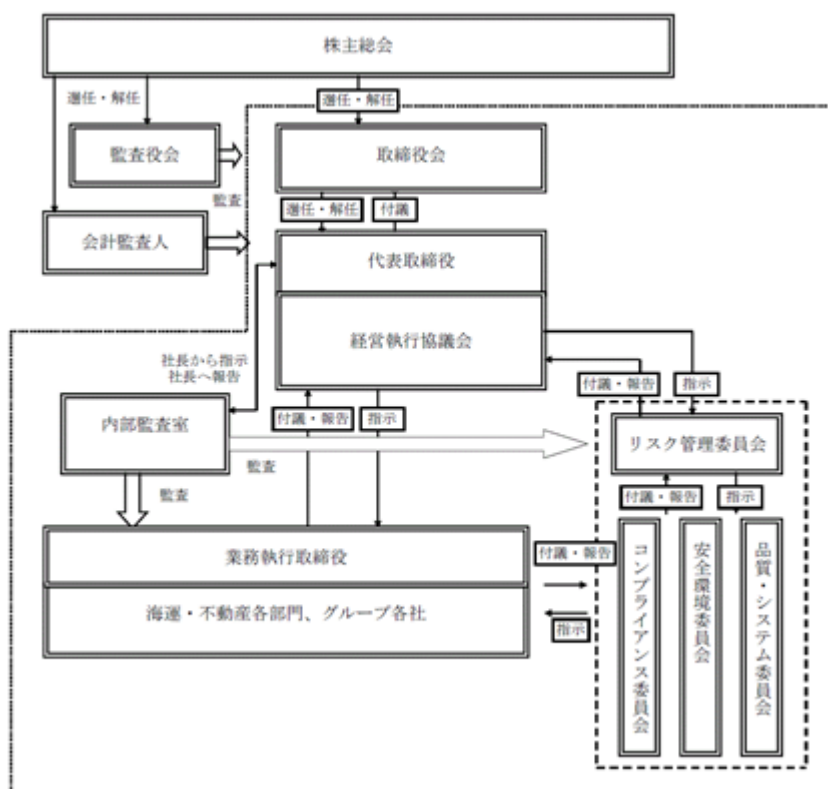 株主総会
選任・解任
選任・解任
監査役会
取締役会
監査
選任・解任
付議
会計監査人
代表取締役
経営執行協議会
社長から指示
社長へ報告
付議・報告
指示
内部監査室
付議・報告
指示
リスク管理委員会
監査
監査
付議・報告
指示
業務執行取締役
付議・報告
海運・不動産各部門、グループ各社
指示
コンプライアンス委員会
安全環境委員会
品質・システム委員会